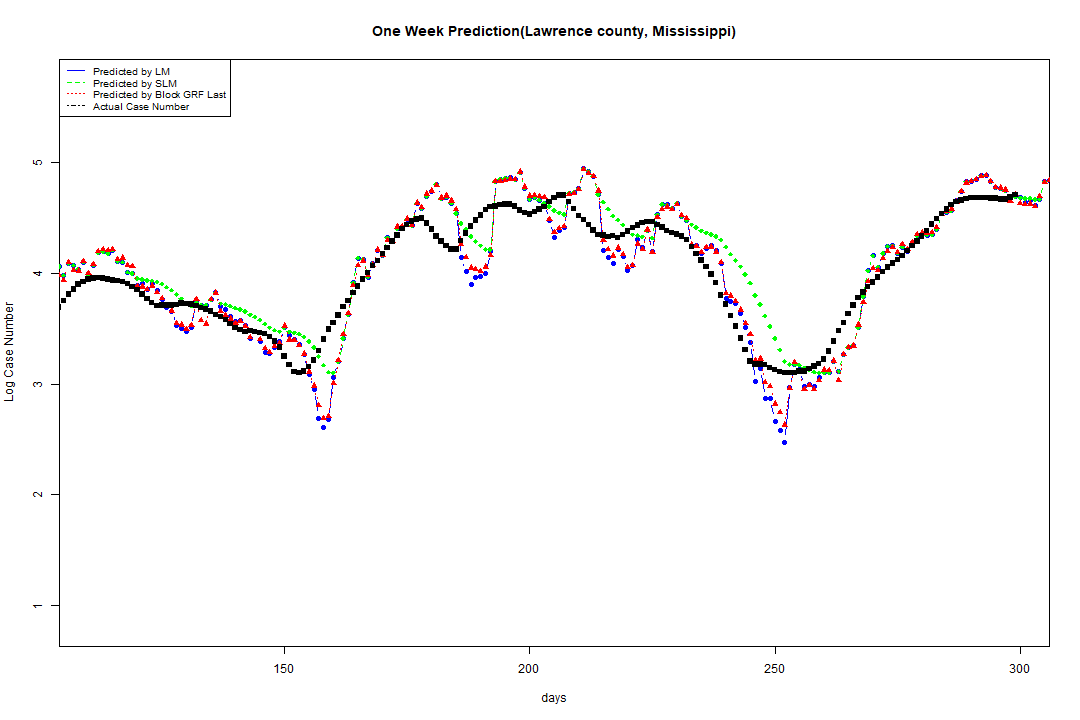 One Week Prediction(Lawrence county, Mississippi)
Predicted by LM
Predicted by SLM
Predicted by Block GRF Last
Actual Case Number
5
4
3
2
1
Log Case Number
150 200 250 300
days